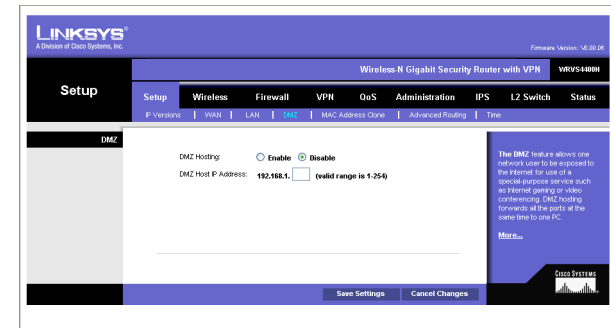 LINKSYS®
A Division of Cisco Systems, Inc.
Firmware Version: V0.00.06
Wireless-N Gigabit Security Router with VPN WRVS4400N
Setup
Setup Wireless Firewall VPN QoS Administration IPS L2 Switch Status
IP Versions | WAN | LAN | DMZ | MAC Address Clone | Advanced Routing | Time
DMZ
DMZ Hosting: Enable Disable
DMZ Host IP Address: 192.168.1. (valid range is 1-254)
The DMZ feature allows one
network user to be exposed to
the Internet for use of a
special-purpose service such
as Internet gaming or video
conferencing. DMZ hosting
forwards all the ports at the
same time to one PC.
More...
CISCO SYSTEMS
Save Settings Cancel Changes